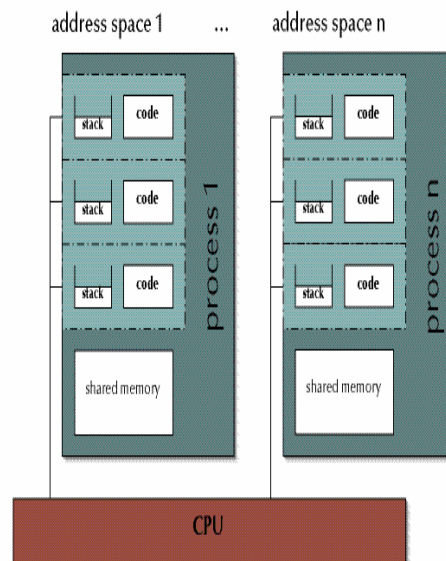 address space 1 ... address space n
stack code
stack code
stack code
process 1
shared memory
stack code
stack code
stack code
process n
shared memory
CPU